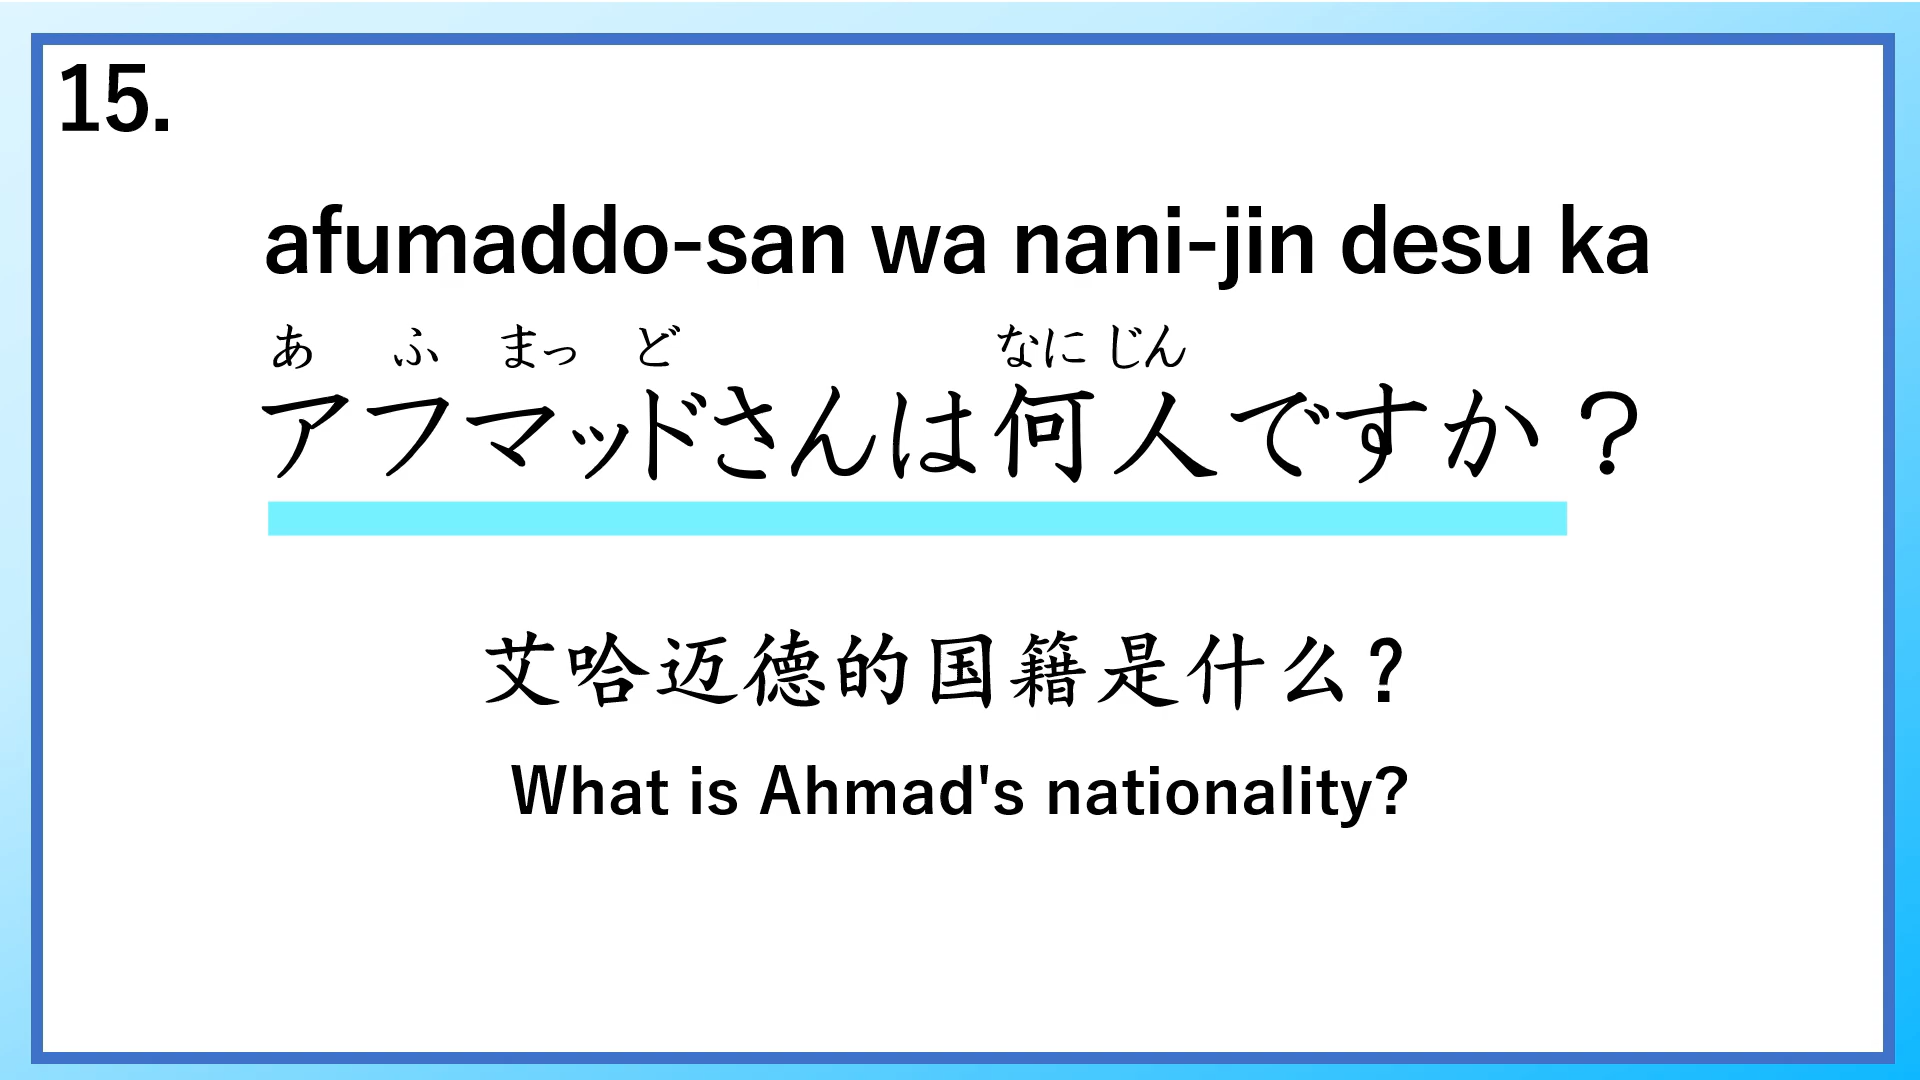 15.
afumaddo-san wa nani-jin desu ka
あ ふ まっ ど なに じん
アフマッドさんは何人ですか？
艾哈迈德的国籍是什么?
What is Ahmad's nationality?